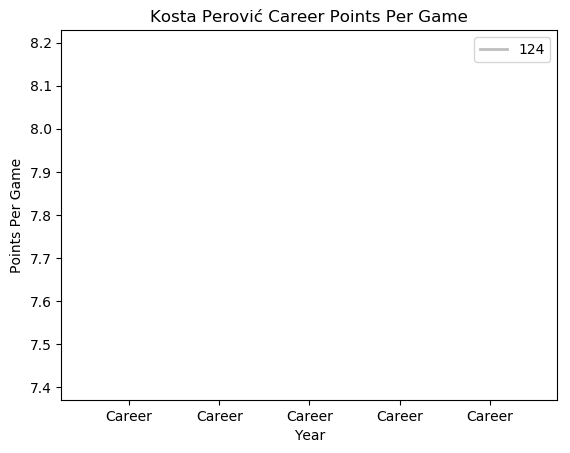 Kosta Perović Career Points Per Game
124
8.2
8.1
8.0
7.9
7.8
7.7
7.6
7.5
7.4
Points Per Game
Career Career Career Career Career
Year